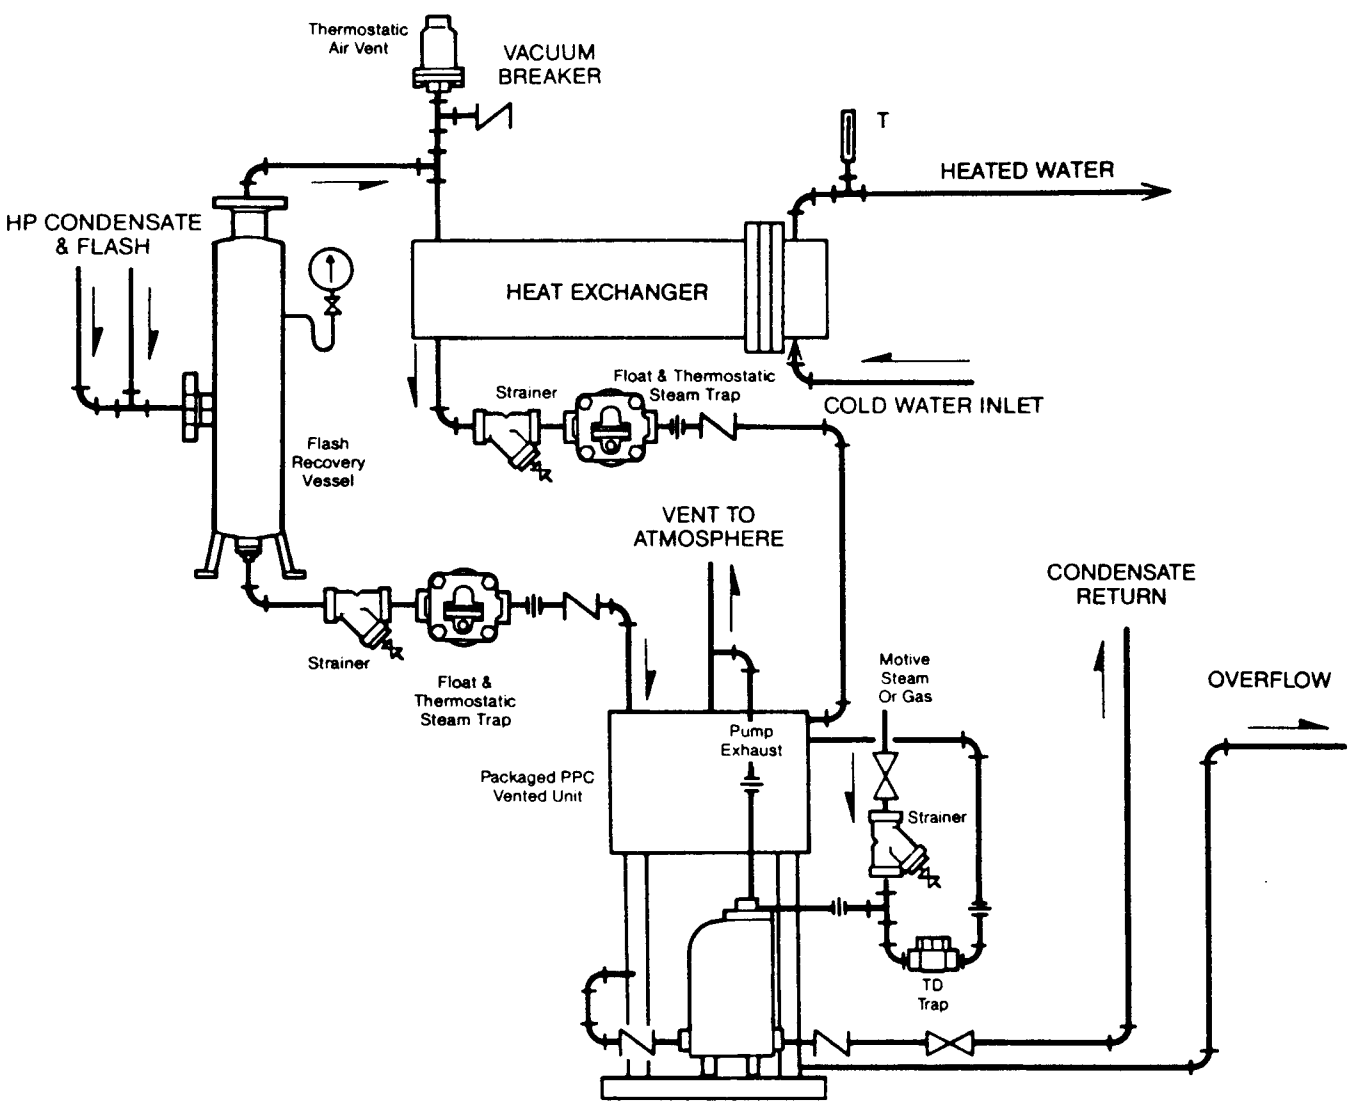 Thermostatic
Air Vent
VACUUM
BREAKER
T
HEATED WATER
HP CONDENSATE
& FLASH
HEAT EXCHANGER
Strainer
Float & Thermostatic
Steam Trap
COLD WATER INLET
Flash
Recovery
Vessel
VENT TO
ATMOSPHERE
CONDENSATE
RETURN
Strainer
Float &
Thermostatic
Steam Trap
Motive
Steam
Or Gas
OVERFLOW
Pump
Exhaust
Packaged PPC
Vented Unit
Strainer
TD
Trap